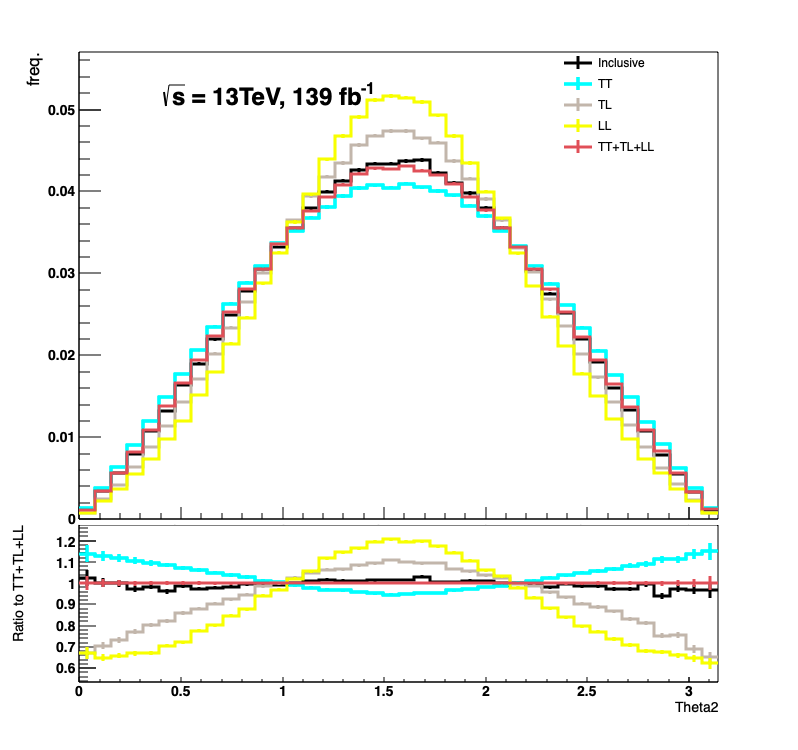 freq.
√s = 13TeV, 139 fb-1
Inclusive
TT
TL
LL
TT+TL+LL
0.05
0.04
0.03
0.02
0.01
0
Ratio to TT+TL+LL
1.2
1.1
1
0.9
0.8
0.7
0.6
0 0.5 1 1.5 2 2.5 3
Theta2